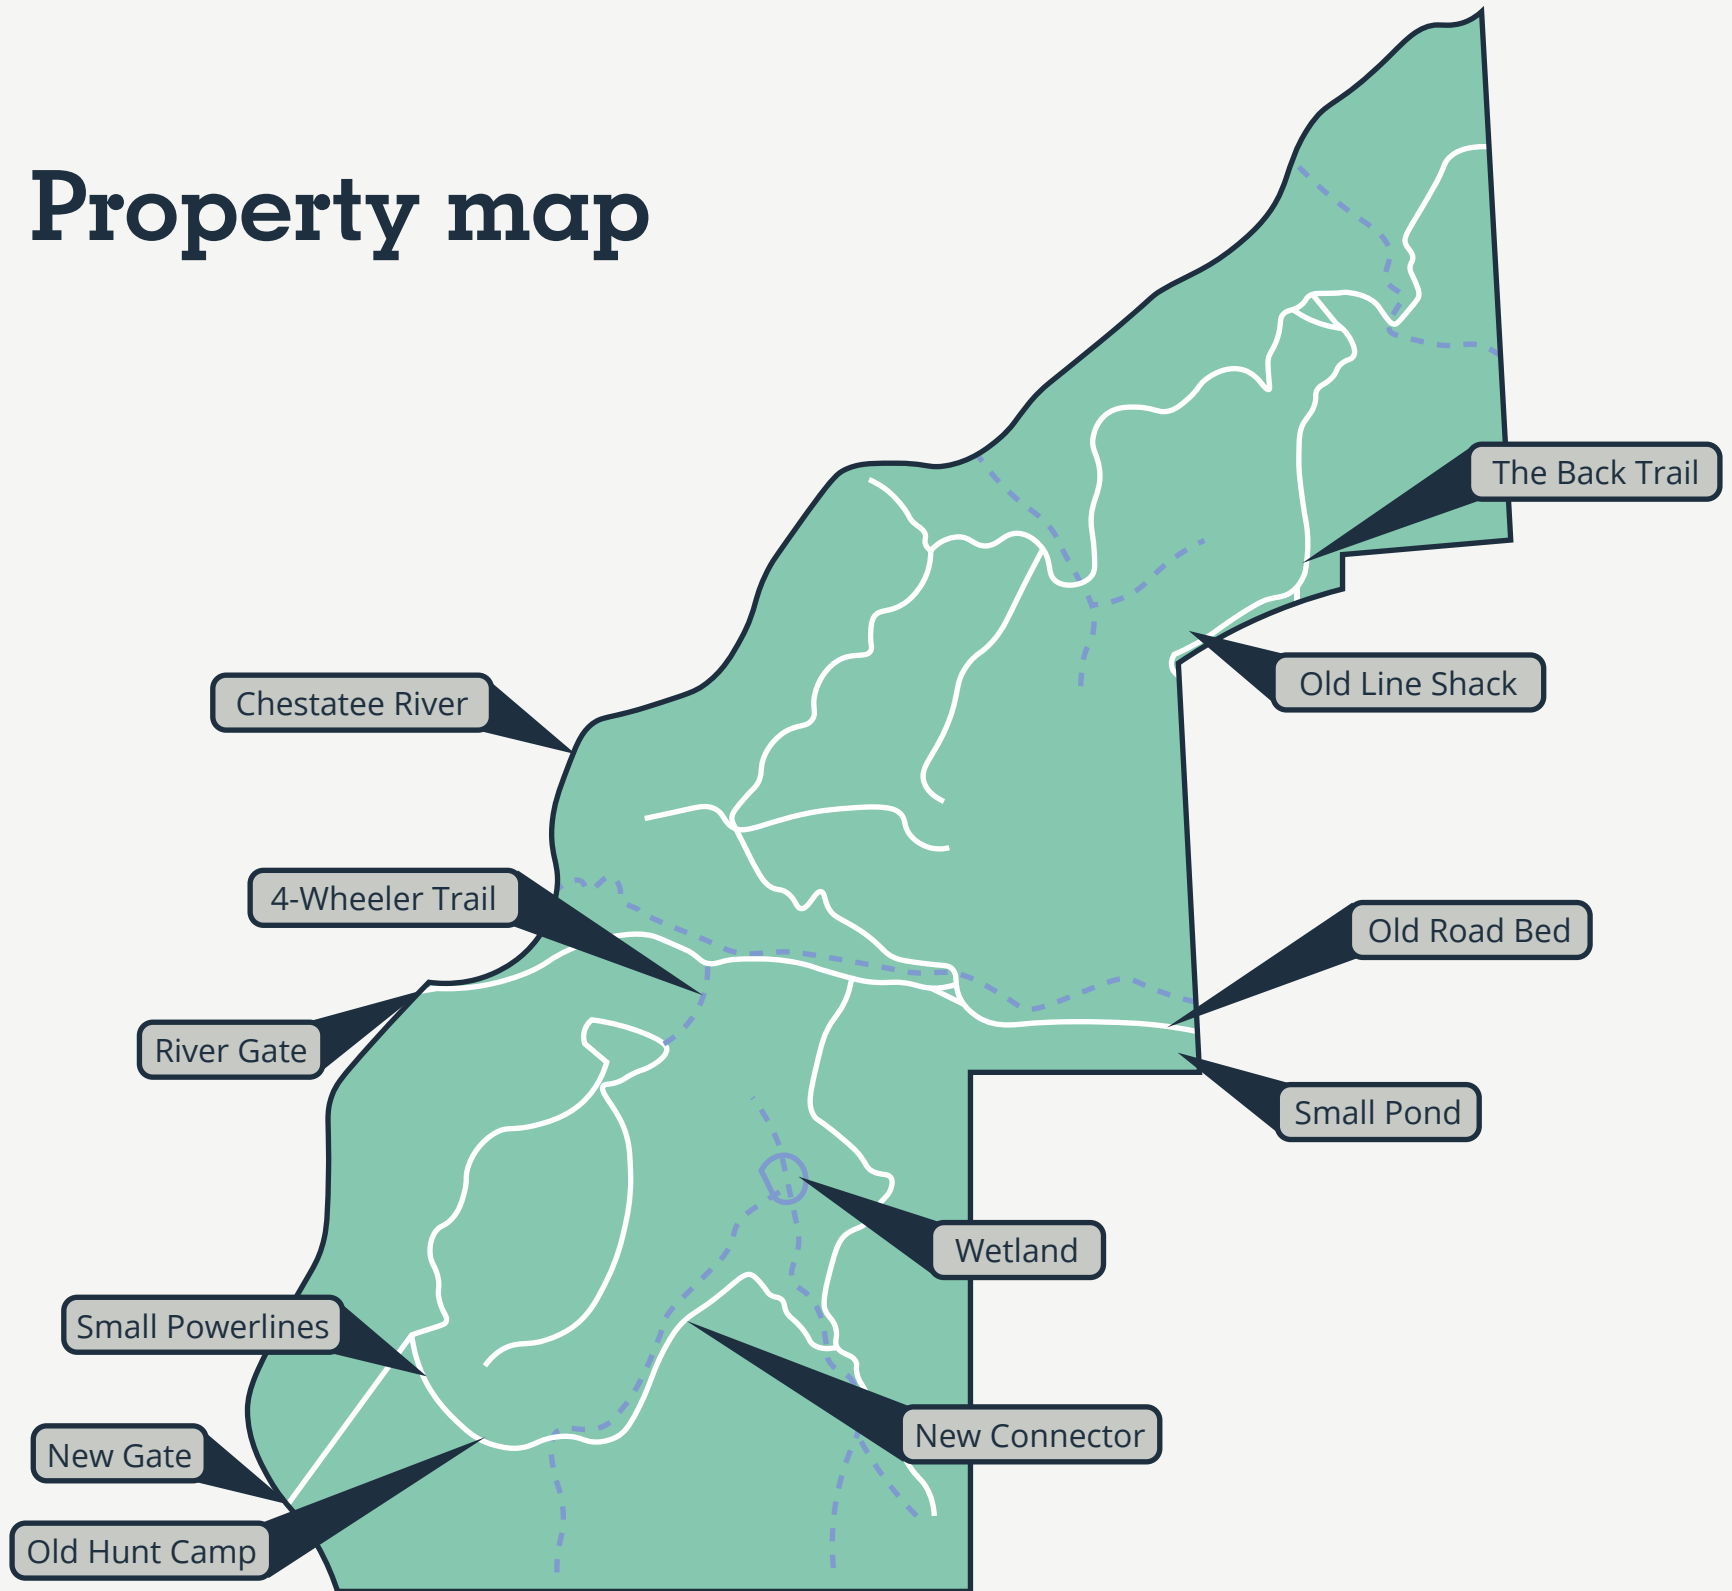 Property map
The Back Trail
Old Line Shack
Chestatee River
4-Wheeler Trail
Old Road Bed
River Gate
Small Pond
Wetland
Small Powerlines
New Connector
New Gate
Old Hunt Camp